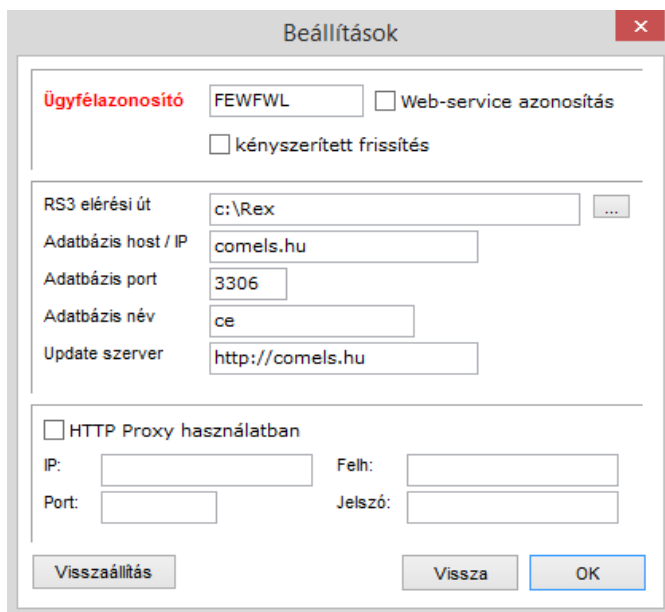 Beállítások
Ügyfélazonosító FEWFWL Web-service azonosítás
kényszerített frissítés
RS3 elérési út c:\Rex ...
Adatbázis host / IP comels.hu
Adatbázis port 3306
Adatbázis név ce
Update szerver http://comels.hu
HTTP Proxy használatban
IP: Felh:
Port: Jelszó:
Visszaállítás Vissza OK